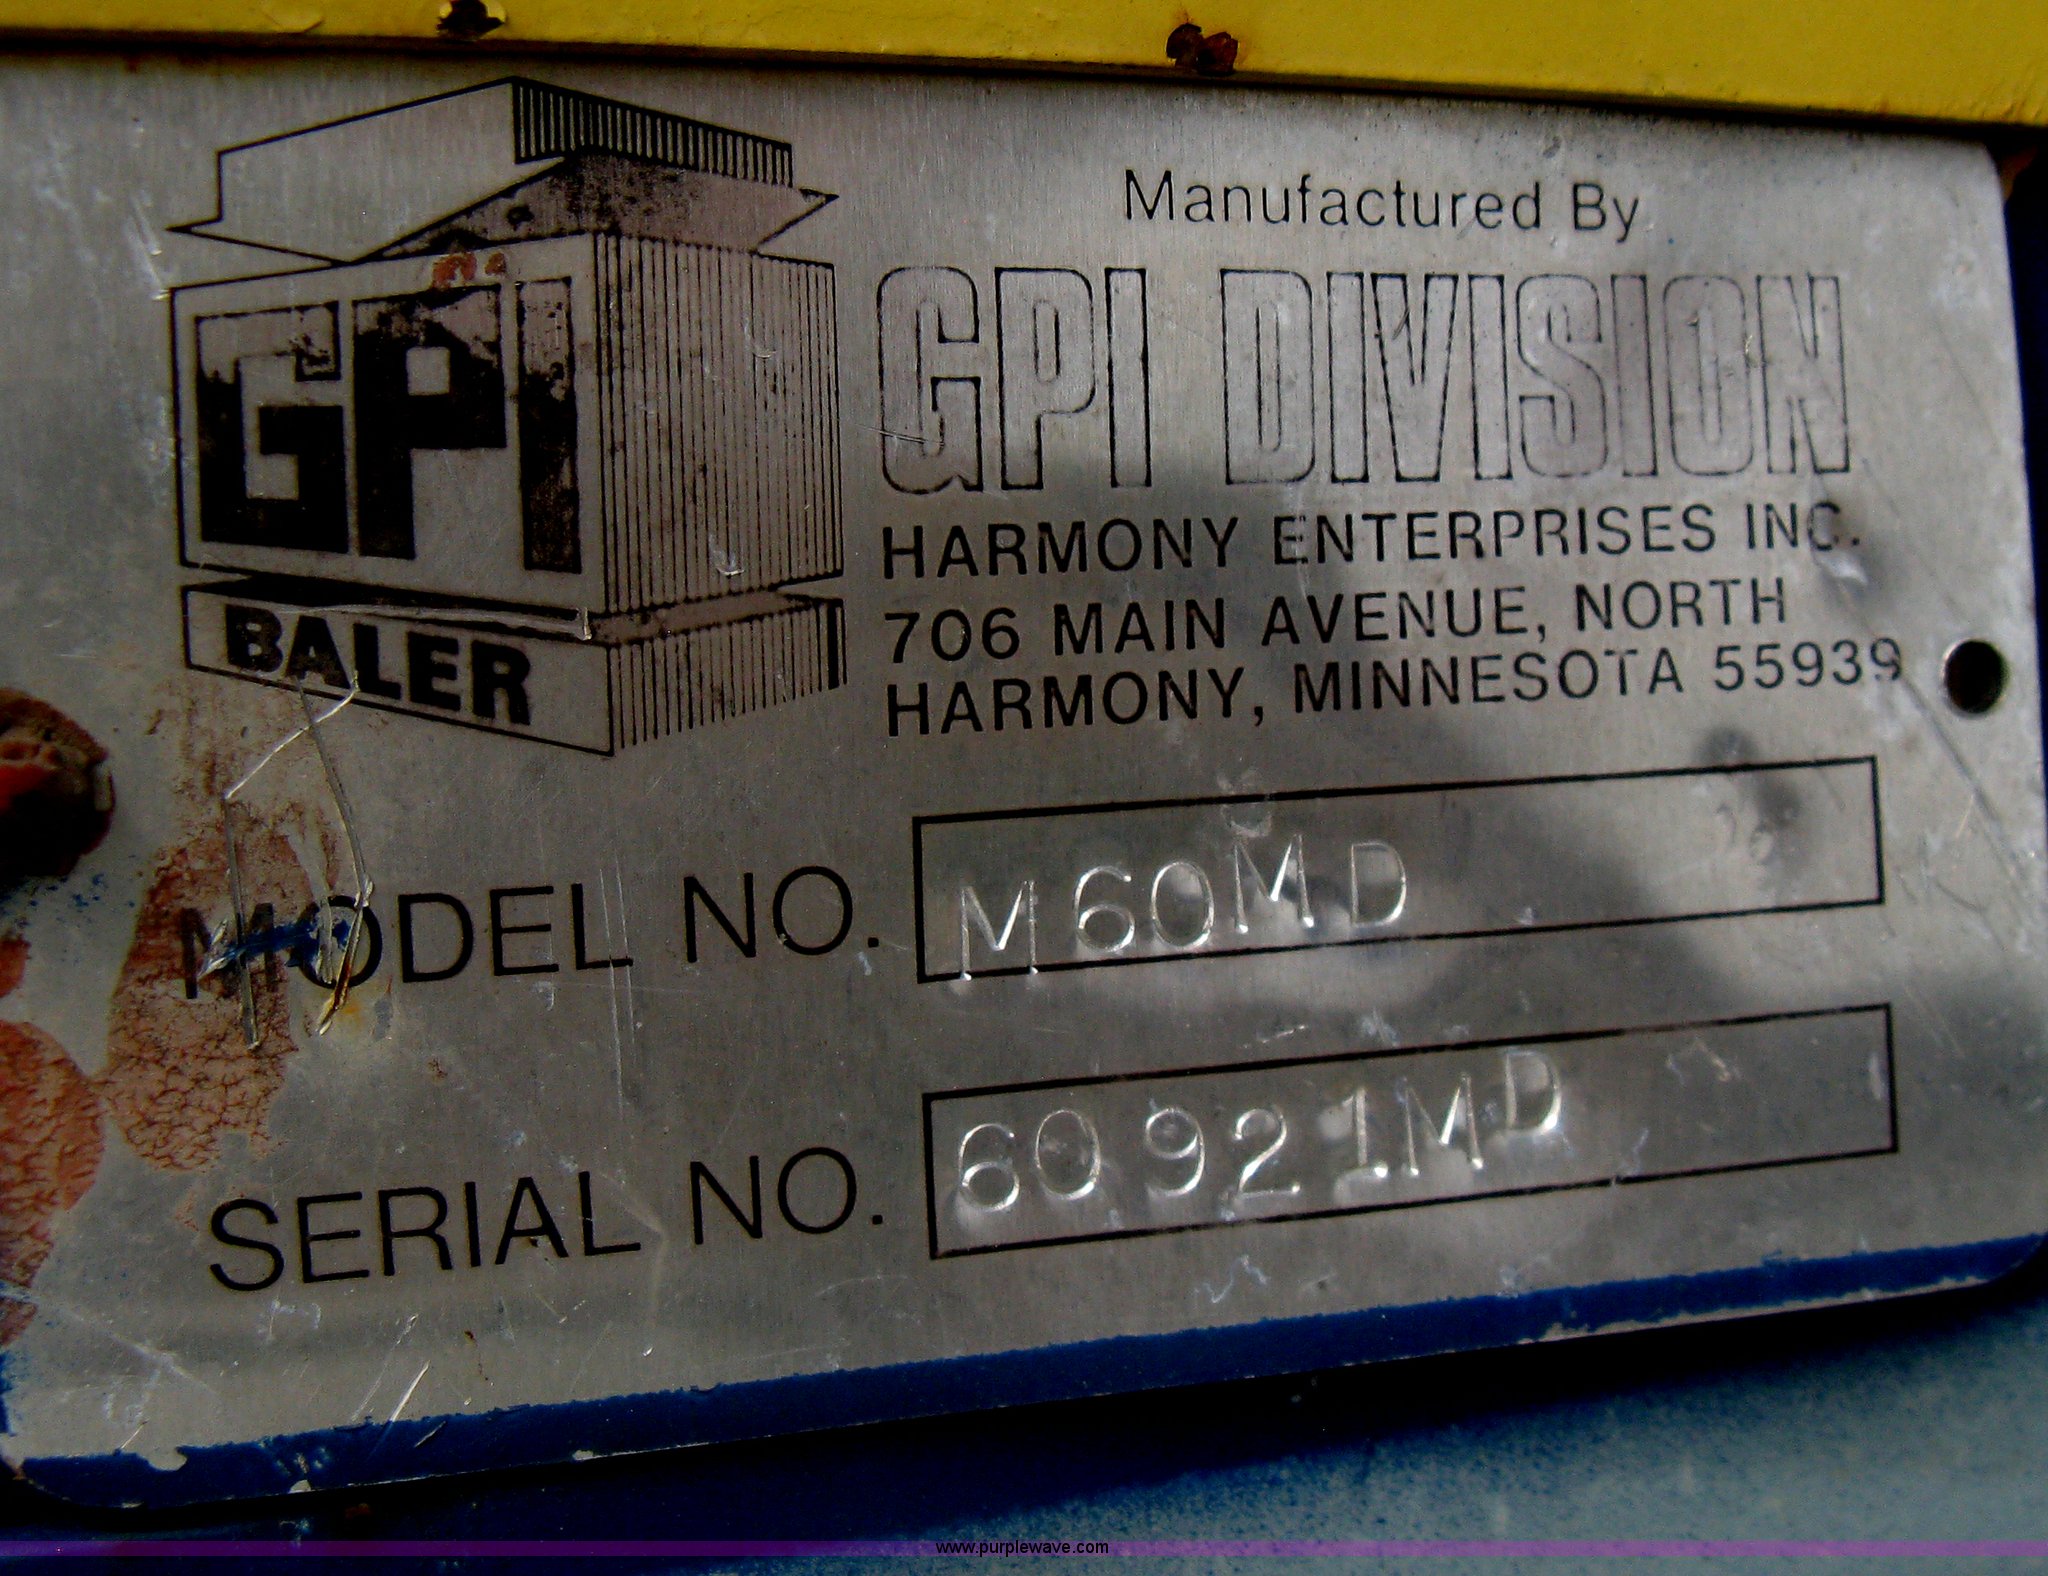 GPI
BALER
Manufactured By
GPI DIVISION
HARMONY ENTERPRISES INC.
706 MAIN AVENUE, NORTH
HARMONY, MINNESOTA 55939
MODEL NO. M60MD
SERIAL NO. 60921MD
www.purplewave.com